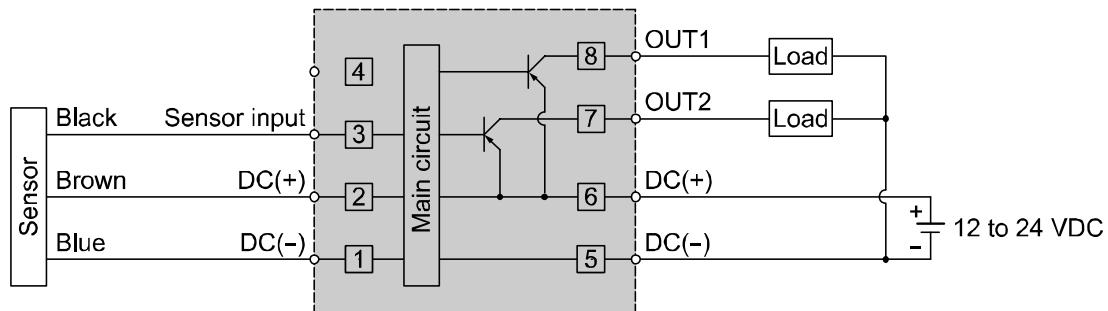 8
OUT1
Load
4
7
OUT2
Load
Sensor
Black
Sensor input
3
Main circuit
Brown
DC(+)
2
6
DC(+)
+
12 to 24 VDC
–
Blue
DC(–)
1
5
DC(–)